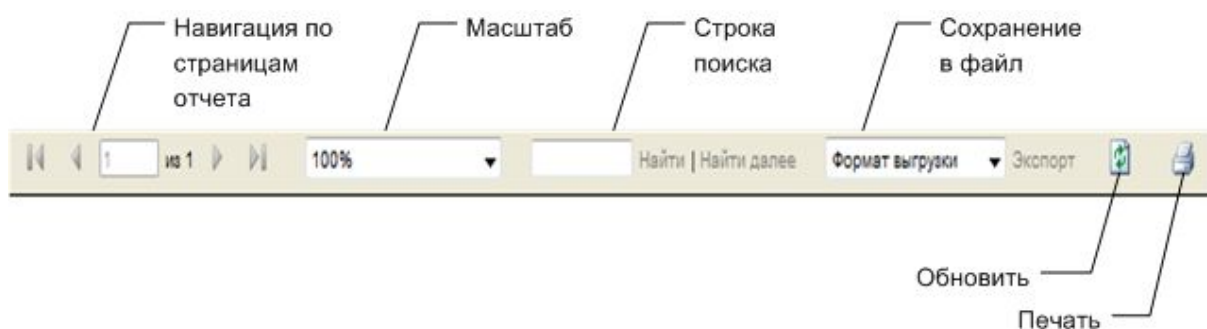 Навигация по
страницам
отчета
Масштаб
Строка
поиска
Сохранение
в файл
1 из 1 100% Найти | Найти далее Формат выгрузки Экспорт
Обновить
Печать